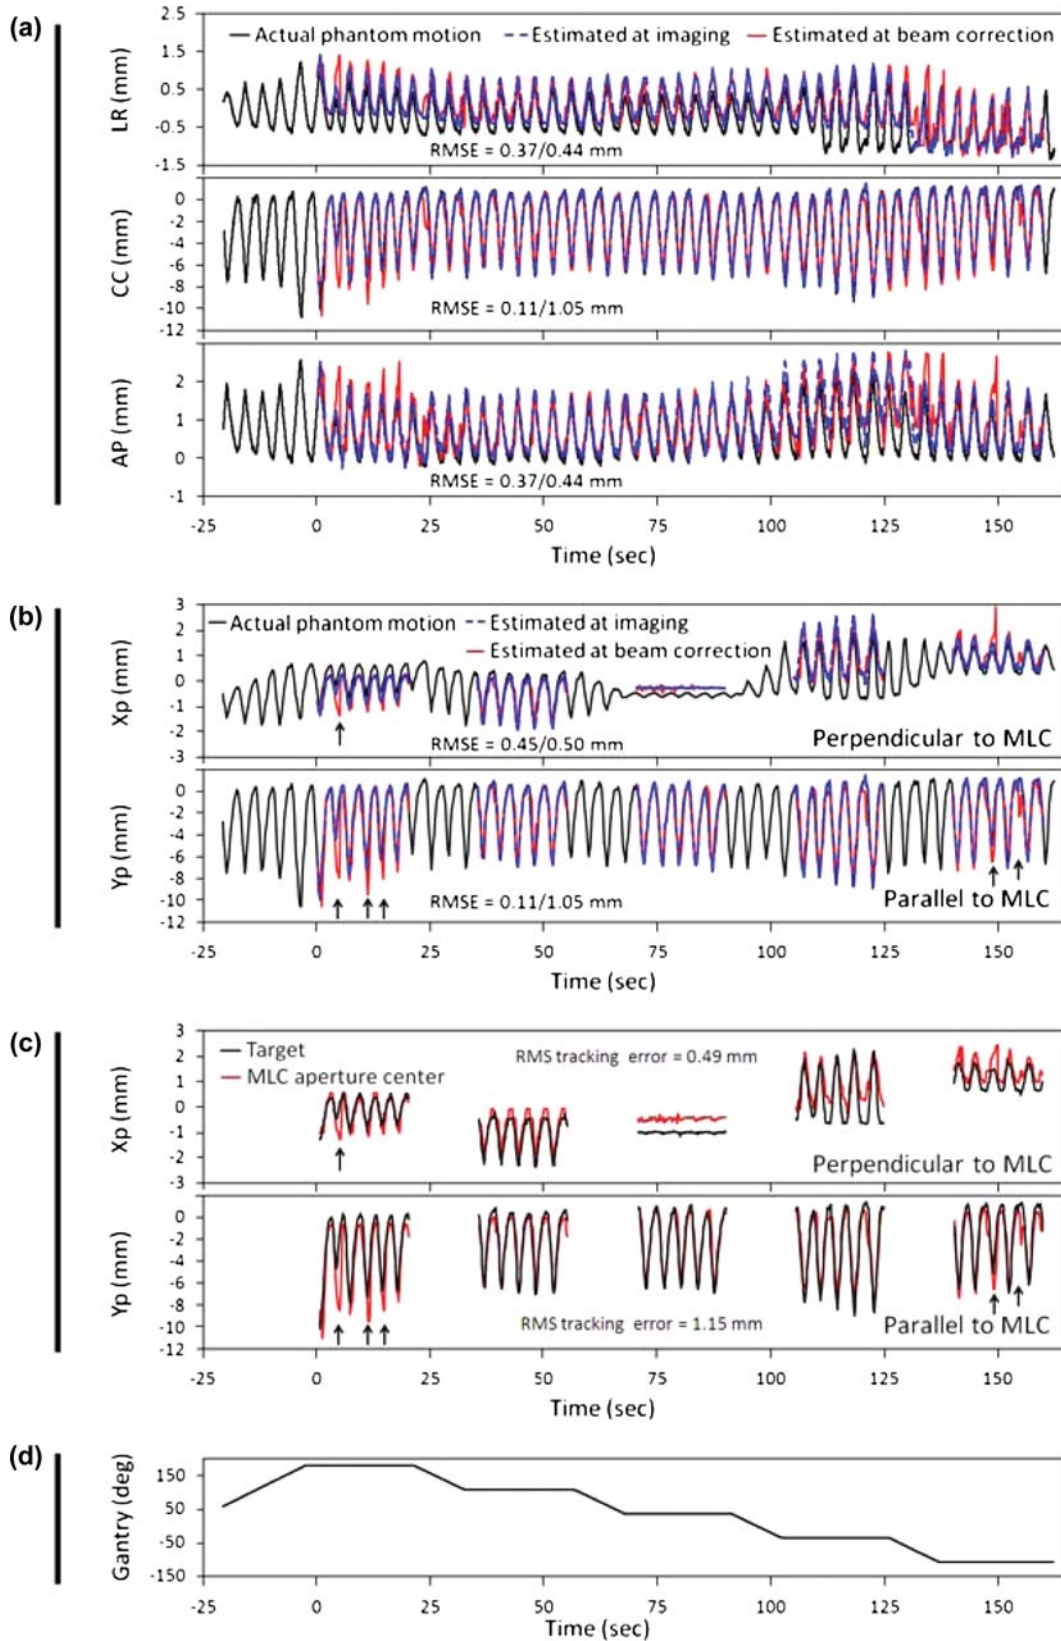 (a)
2.5
Actual phantom motion Estimated at imaging Estimated at beam correction
1.5
LR (mm)
0.5
-0.5
RMSE = 0.37/0.44 mm
-1.5
0
-2
CC (mm)
-4
-6
-8
-10
RMSE = 0.11/1.05 mm
-12
2
AP (mm)
1
0
RMSE = 0.37/0.44 mm
-1
-25 0 25 50 75 100 125 150
Time (sec)
(b)
3
Actual phantom motion Estimated at imaging
2
Estimated at beam correction
1
Xp (mm)
0
-1
-2
RMSE = 0.45/0.50 mm
Perpendicular to MLC
-3
0
-2
Yp (mm)
-4
-6
-8
-10
RMSE = 0.11/1.05 mm
Parallel to MLC
-12
-25 0 25 50 75 100 125 150
Time (sec)
(c)
3
Target
RMS tracking error = 0.49 mm
2
MLC aperture center
1
Xp (mm)
0
-1
-2
Perpendicular to MLC
-3
0
-2
Yp (mm)
-4
-6
-8
-10
RMS tracking error = 1.15 mm
Parallel to MLC
-12
-25 0 25 50 75 100 125 150
Time (sec)
(d)
Gantry (deg)
150
50
-50
-150
-25 0 25 50 75 100 125 150
Time (sec)